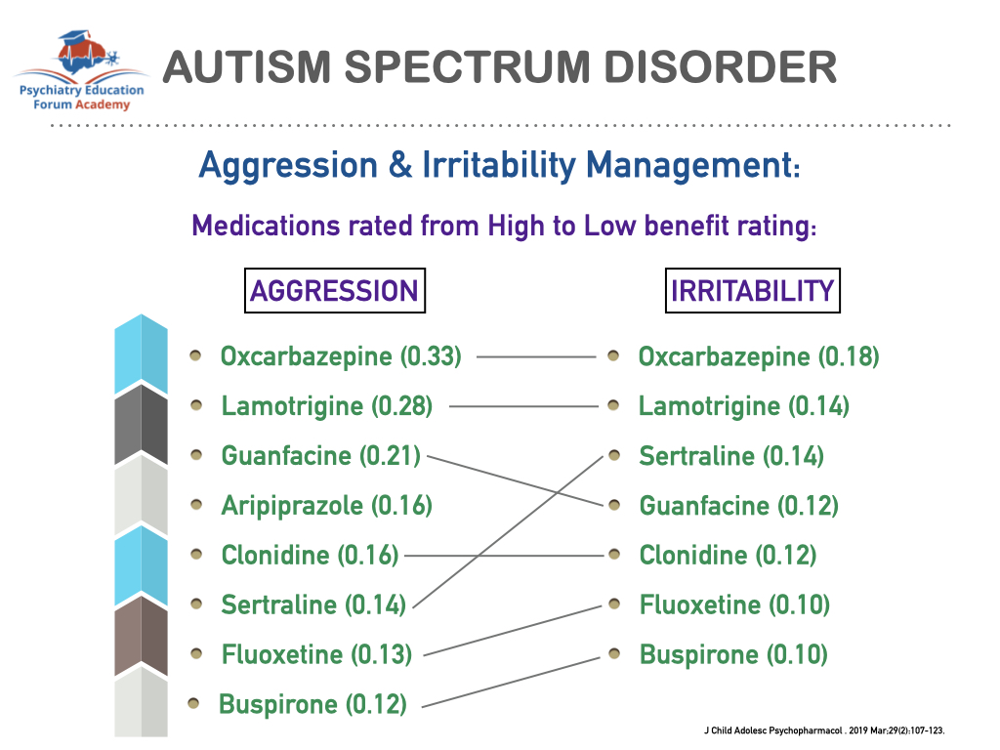 Psychiatry Education
Forum Academy
AUTISM SPECTRUM DISORDER
Aggression & Irritability Management:
Medications rated from High to Low benefit rating:
AGGRESSION
Oxcarbazepine (0.33)
Lamotrigine (0.28)
Guanfacine (0.21)
Aripiprazole (0.16)
Clonidine (0.16)
Sertraline (0.14)
Fluoxetine (0.13)
Buspirone (0.12)
IRRITABILITY
Oxcarbazepine (0.18)
Lamotrigine (0.14)
Sertraline (0.14)
Guanfacine (0.12)
Clonidine (0.12)
Fluoxetine (0.10)
Buspirone (0.10)
J Child Adolesc Psychopharmacol . 2019 Mar;29(2):107-123.